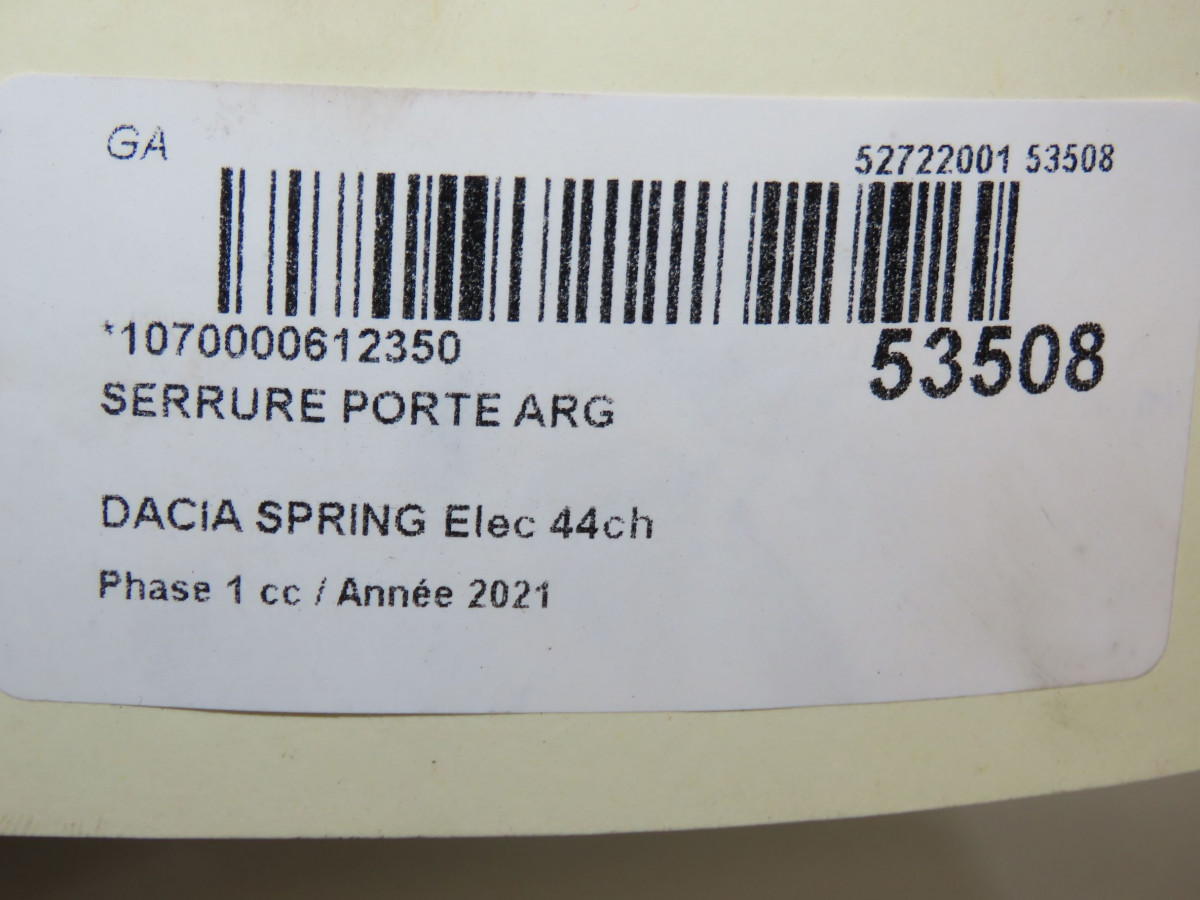 GA
52722001 53508
*1070000612350
53508
SERRURE PORTE ARG
DACIA SPRING Elec 44ch
Phase 1 cc / Année 2021